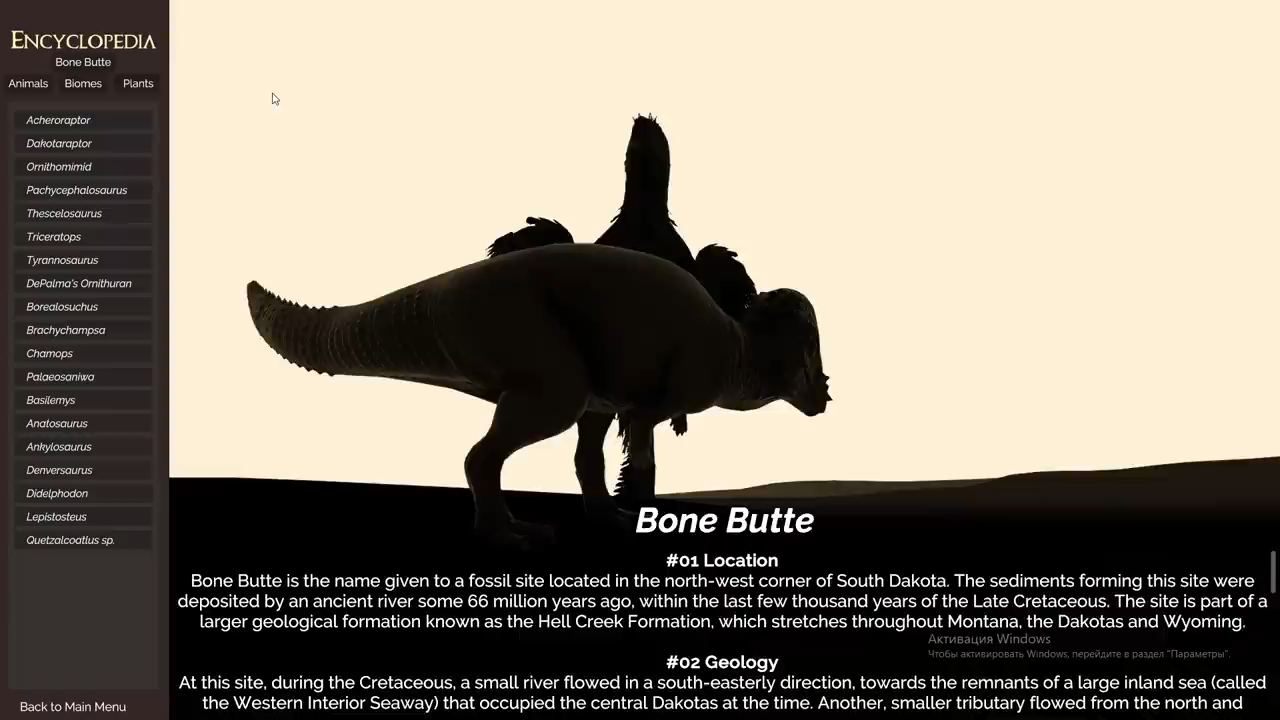 ENCYCLOPEDIA
Bone Butte
Animals Biomes Plants
Acheroraptor
Dakotaraptor
Ornithomimid
Pachycephalosaurus
Thescelosaurus
Triceratops
Tyrannosaurus
DePalma's Ornithuran
Borealosuchus
Brachychampsa
Chamops
Palaeosaniwa
Basilemys
Anatosaurus
Ankylosaurus
Denversaurus
Didelphodon
Lepistosteus
Quetzalcoatlus sp.
Back to Main Menu
Bone Butte
#01 Location
Bone Butte is the name given to a fossil site located in the north-west corner of South Dakota. The sediments forming this site were
deposited by an ancient river some 66 million years ago, within the last few thousand years of the Late Cretaceous. The site is part of a
larger geological formation known as the Hell Creek Formation, which stretches throughout Montana, the Dakotas and Wyoming.
Активация Windows
Чтобы активировать Windows, перейдите в раздел "Параметры".
#02 Geology
At this site, during the Cretaceous, a small river flowed in a south-easterly direction, towards the remnants of a large inland sea (called
the Western Interior Seaway) that occupied the central Dakotas at the time. Another, smaller tributary flowed from the north and